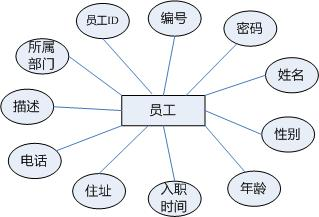 员工ID
编号
密码
所属
部门
姓名
描述
员工
性别
电话
住址
入职
时间
年龄